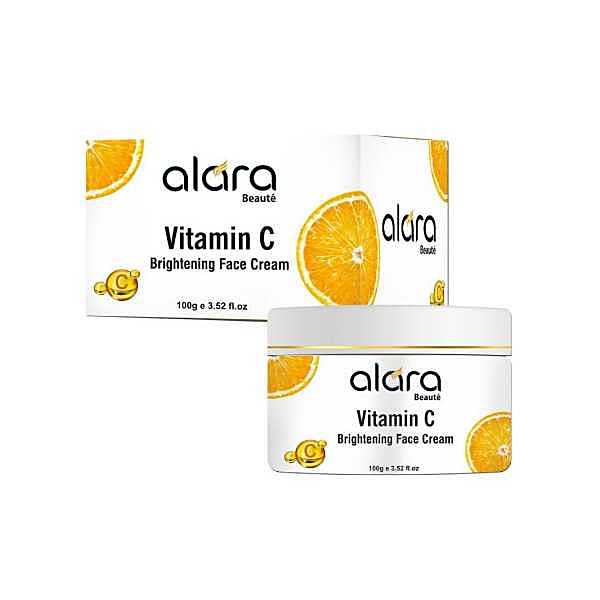 alara
Beauté
Vitamin C
Brightening Face Cream
100g e 3.52 fl.oz
C
alara
Beauté
C
alara
Beauté
Vitamin C
Brightening Face Cream
100g e 3.52 fl.oz
C